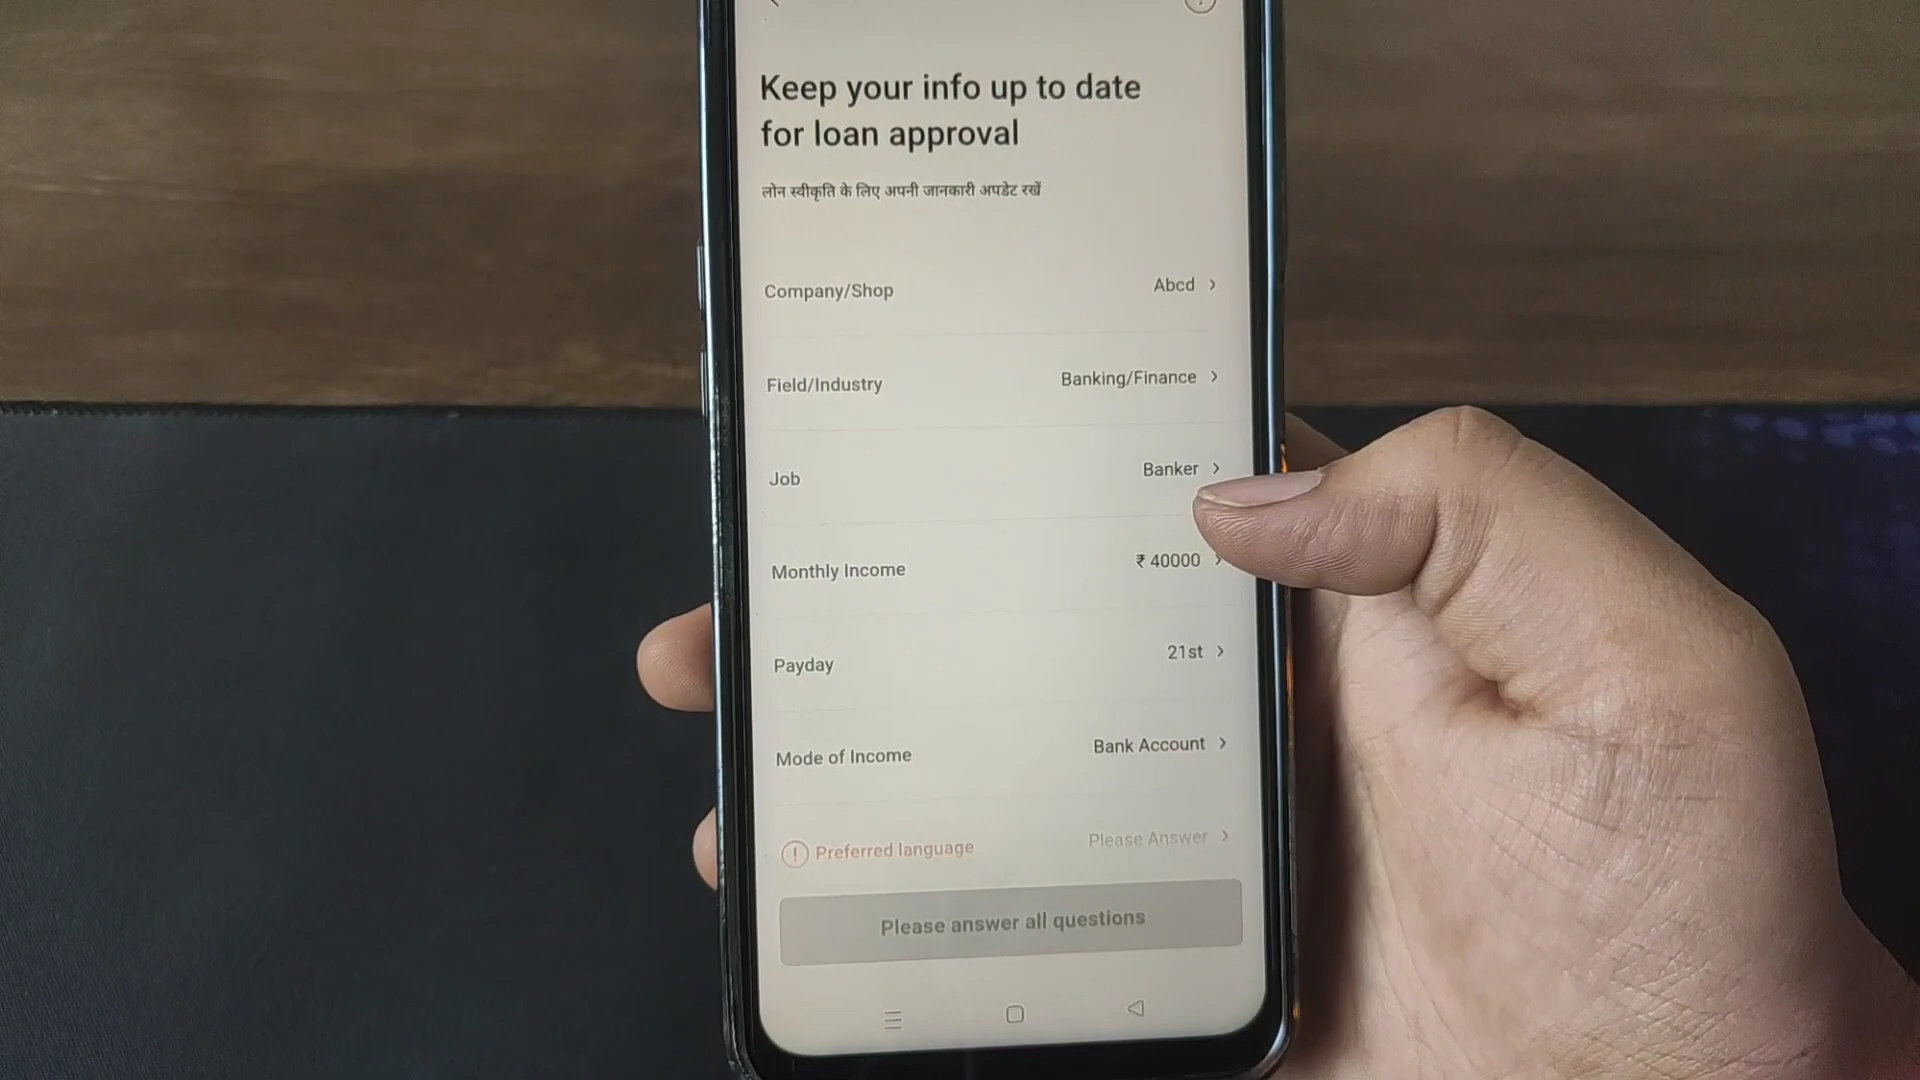 Keep your info up to date
for loan approval
लोन स्वीकृति के लिए अपनी जानकारी अपडेट रखें
Company/Shop Abcd
Field/Industry Banking/Finance
Job Banker
Monthly Income ₹ 40000
Payday 21st
Mode of Income Bank Account
Preferred language Please Answer
Please answer all questions